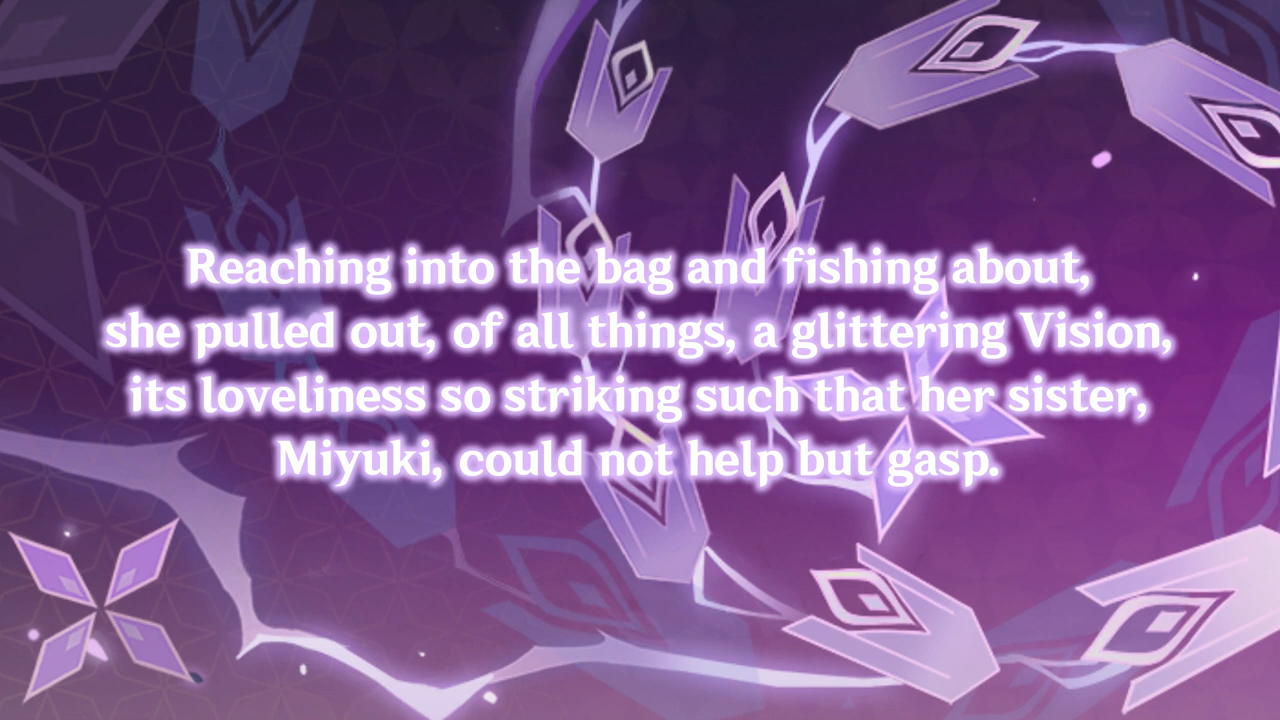 Reaching into the bag and fishing about,
she pulled out, of all things, a glittering Vision,
its loveliness so striking such that her sister,
Miyuki, could not help but gasp.